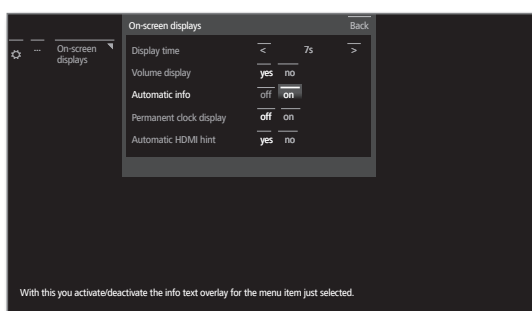 On-screen displays Back
... On-screen displays
Display time < 7s >
Volume display yes no
Automatic info off on
Permanent clock display off on
Automatic HDMI hint yes no
With this you activate/deactivate the info text overlay for the menu item just selected.